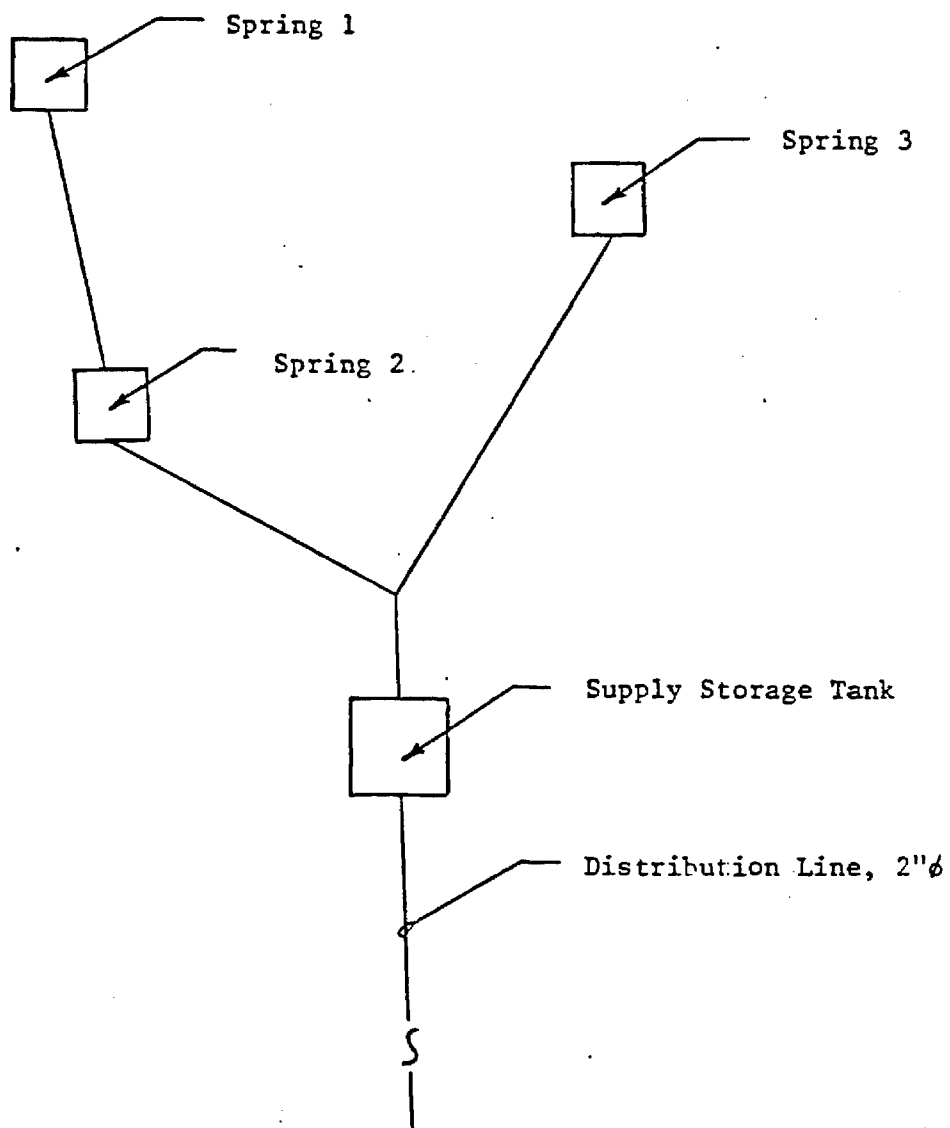 Spring 1
Spring 3
Spring 2
Supply Storage Tank
Distribution Line, 2"ø